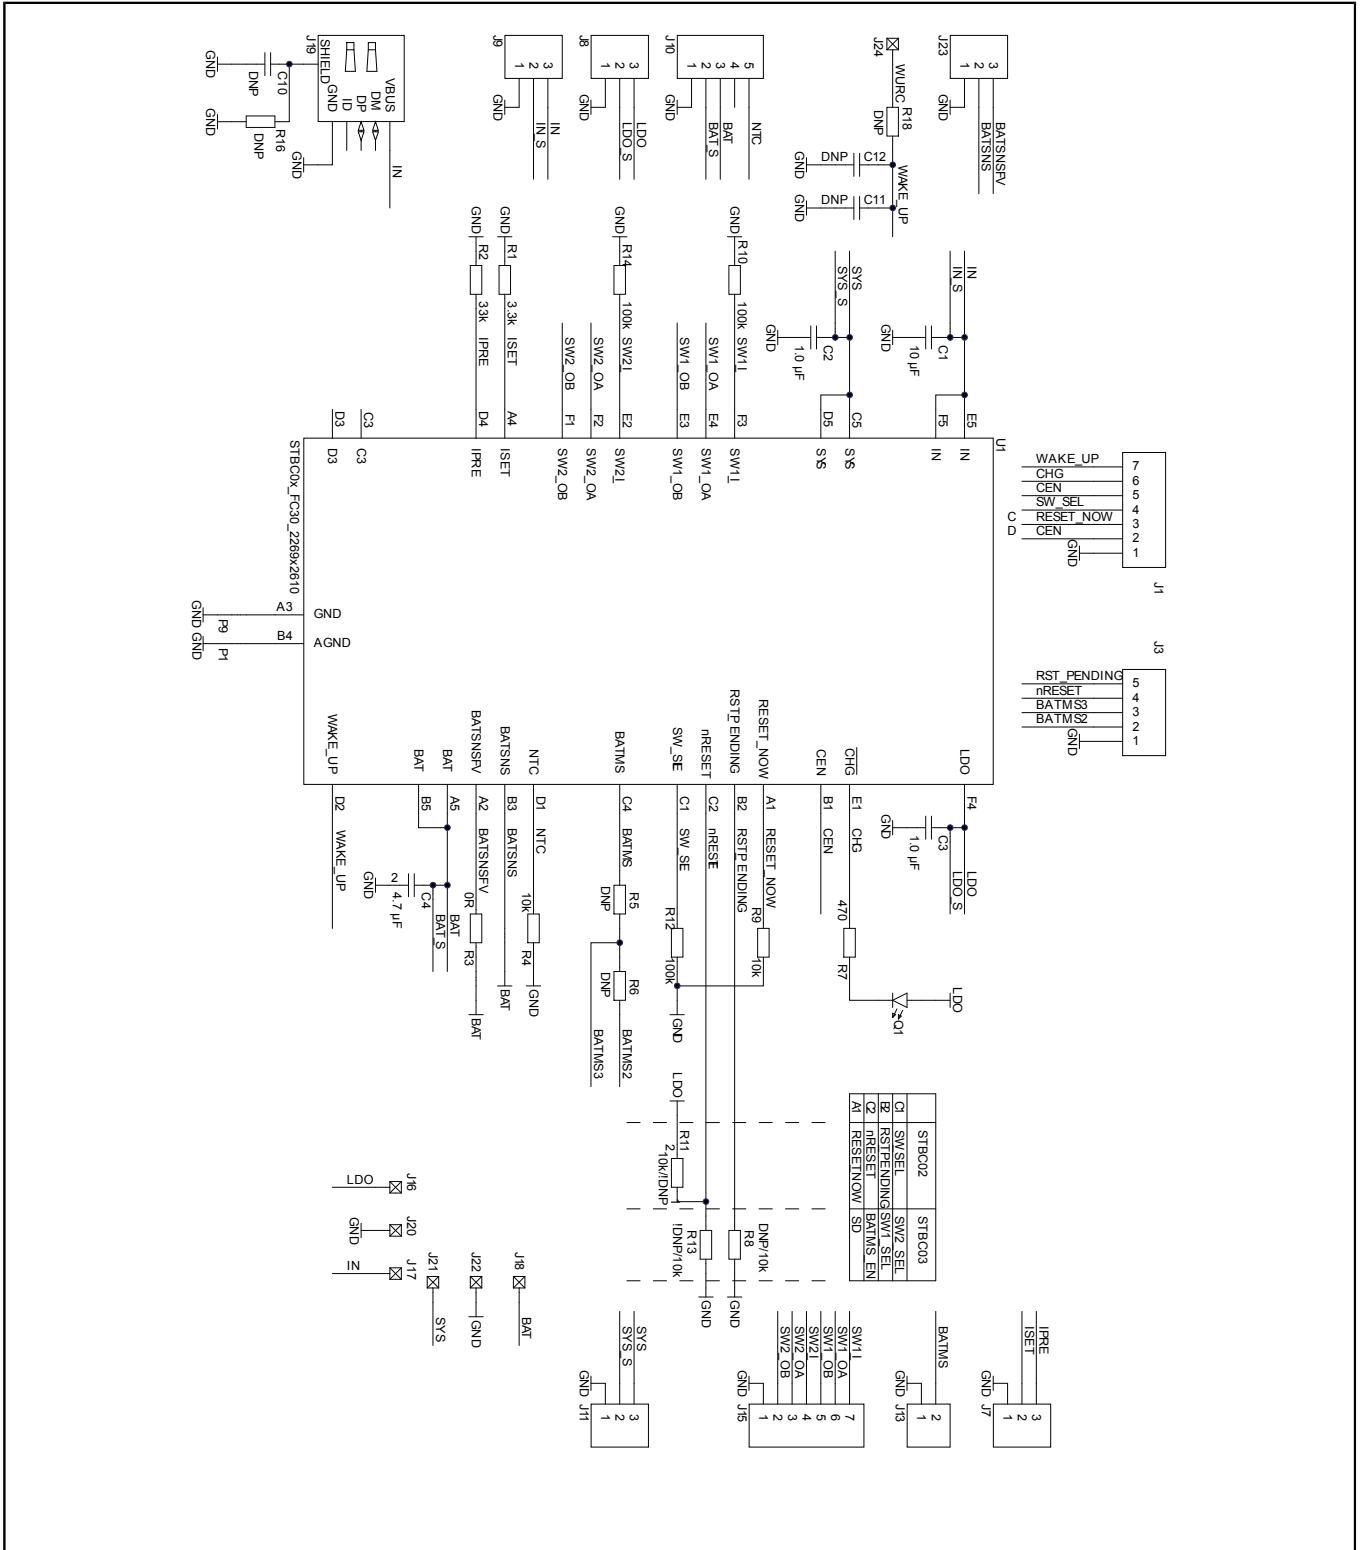 J19
SHIELD
GND
ID
DP
DM
VBUS
GND
C10
DNP
GND
R16
DNP
GND
IN
J9
1
2
3
GND
IN_S
IN
J8
1
2
3
GND
LDO_S
LDO
J10
1
2
3
4
5
GND
BAT_S
BAT
NTC
J24
WURC
R18
DNP
C12
DNP
GND
C11
DNP
GND
WAKE_UP
J23
1
2
3
GND
BATSNS
BATSNSFV
GND
R2
33k
IPRE
D4
GND
R1
3.3k
ISET
A4
SW2_OB
F1
SW2_OA
F2
GND
R14
100k
SW2I
E2
SW1_OB
E3
SW1_OA
E4
GND
R10
100k
SW1I
F3
SYS_S
SYS
C2
1.0 µF
GND
D5
C5
IN_S
IN
C1
10 µF
GND
F5
E5
D3
C3
U1
D3
C3
IPRE
ISET
SW2_OB
SW2_OA
SW2I
SW1_OB
SW1_OA
SW1I
SYS
SYS
IN
IN
STBC0x_FC30_2269x2610
A3
GND
GND
P9
B4
AGND
GND
P1
WAKE_UP
BAT
BAT
BATSNSFV
BATSNS
NTC
BATMS
SW_SE
nRESET
RSTPENDING
RESET_NOW
CEN
CHG
LDO
WAKE_UP
CHG
CEN
SW_SEL
C RESET_NOW
D CEN
GND
7
6
5
4
3
2
1
J1
J3
RST_PENDING
nRESET
BATMS3
BATMS2
GND
5
4
3
2
1
D2
WAKE_UP
B5
A5
C4
2
4.7 µF
GND
BAT_S
BAT
A2
BATSNSFV
0R
R3
BAT
B3
BATSNS
BAT
D1
NTC
10k
R4
GND
C4
BATMS
R5
DNP
R6
DNP
BATMS3
BATMS2
C1
SW_SE
R12
100k
GND
C2
nRESE
B2
RSTPENDING
A1
RESET_NOW
R9
10k
B1
CEN
E1
CHG
470
R7
Q1
LDO
F4
C3
1.0 µF
GND
LDO_S
LDO
LDO
R11
2
10k/!DNP
R13
!DNP/10k
GND
R8
DNP/10k
GND
STBC02 STBC03
C1 SWSEL SW2_SEL
B2 RSTPENDING SW1_SEL
C2 nRESET BATMS_EN
A1 RESETNOW SD
LDO
J16
GND
J20
IN
J17
J21
SYS
J22
GND
J18
BAT
SYS
SYS_S
GND
J11
1
2
3
SW1I
SW1_OA
SW1_OB
SW2I
SW2_OA
SW2_OB
GND
J15
1
2
3
4
5
6
7
BATMS
GND
J13
1
2
IPRE
ISET
GND
J7
1
2
3